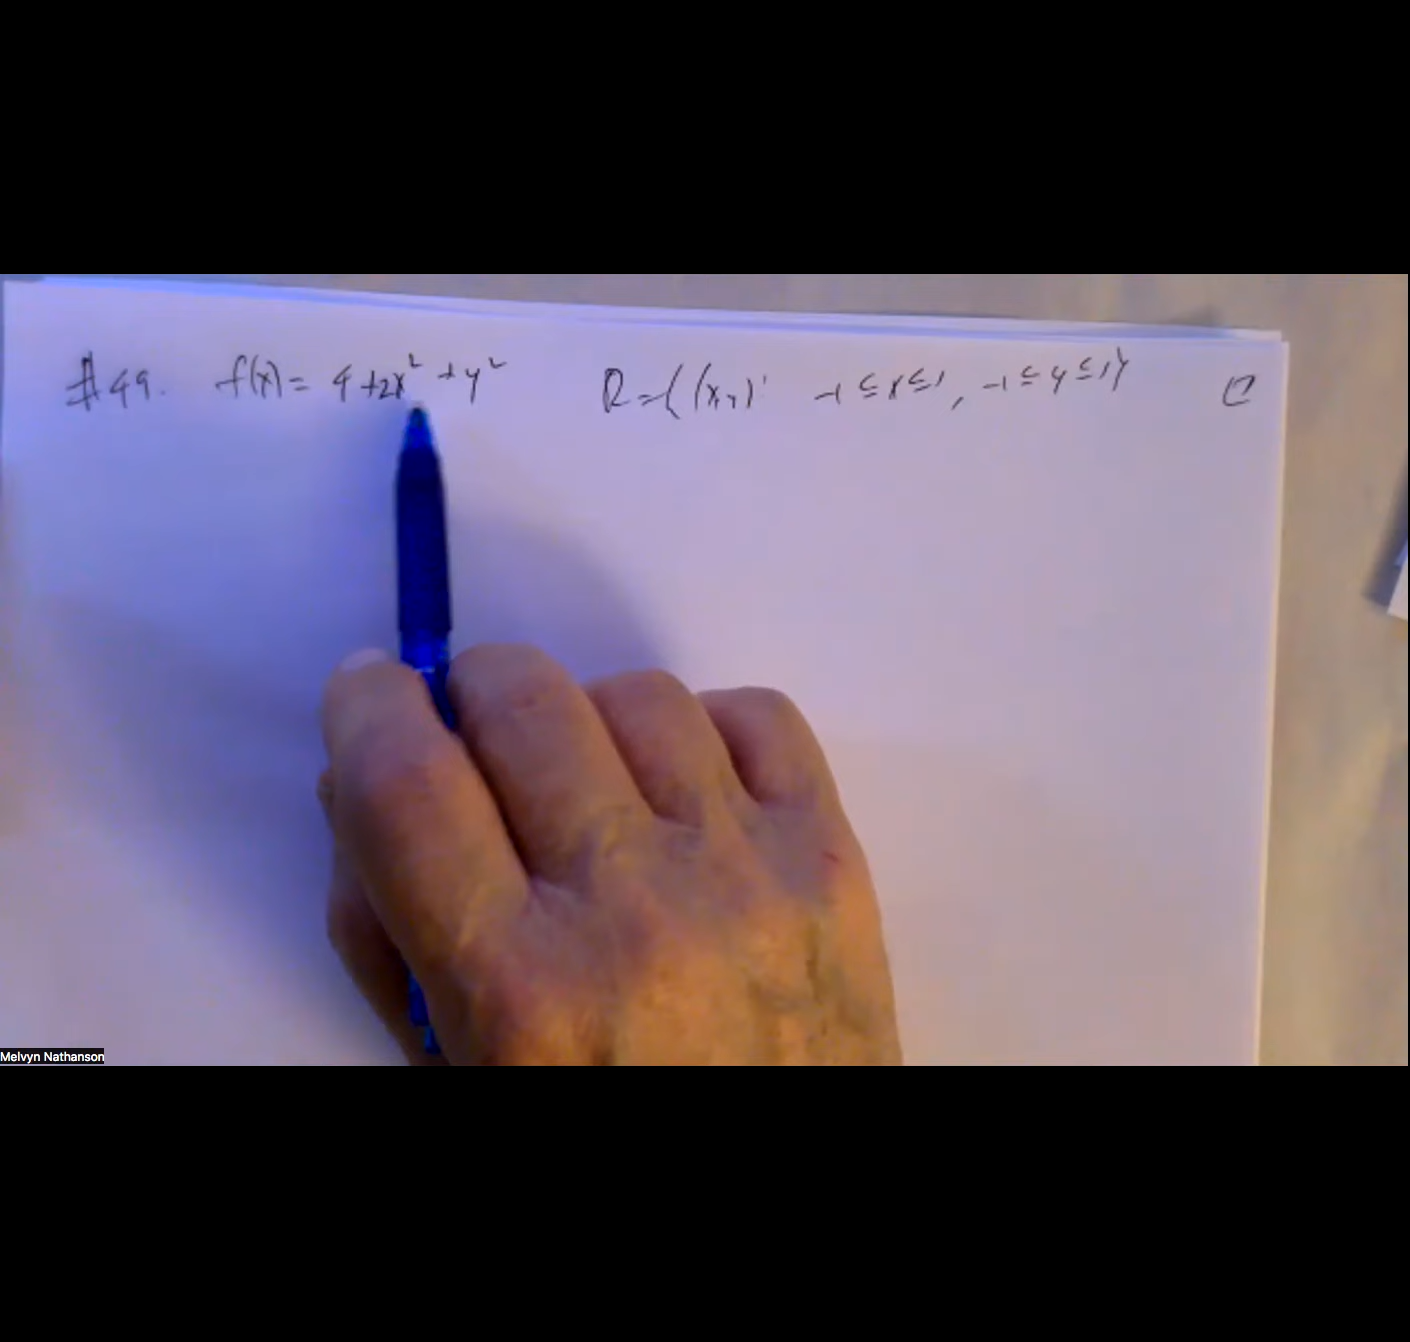 #49. f(x) = 4+2x²+y² R={(x,y): -1≤x≤1, -1≤y≤1}
Melvyn Nathanson